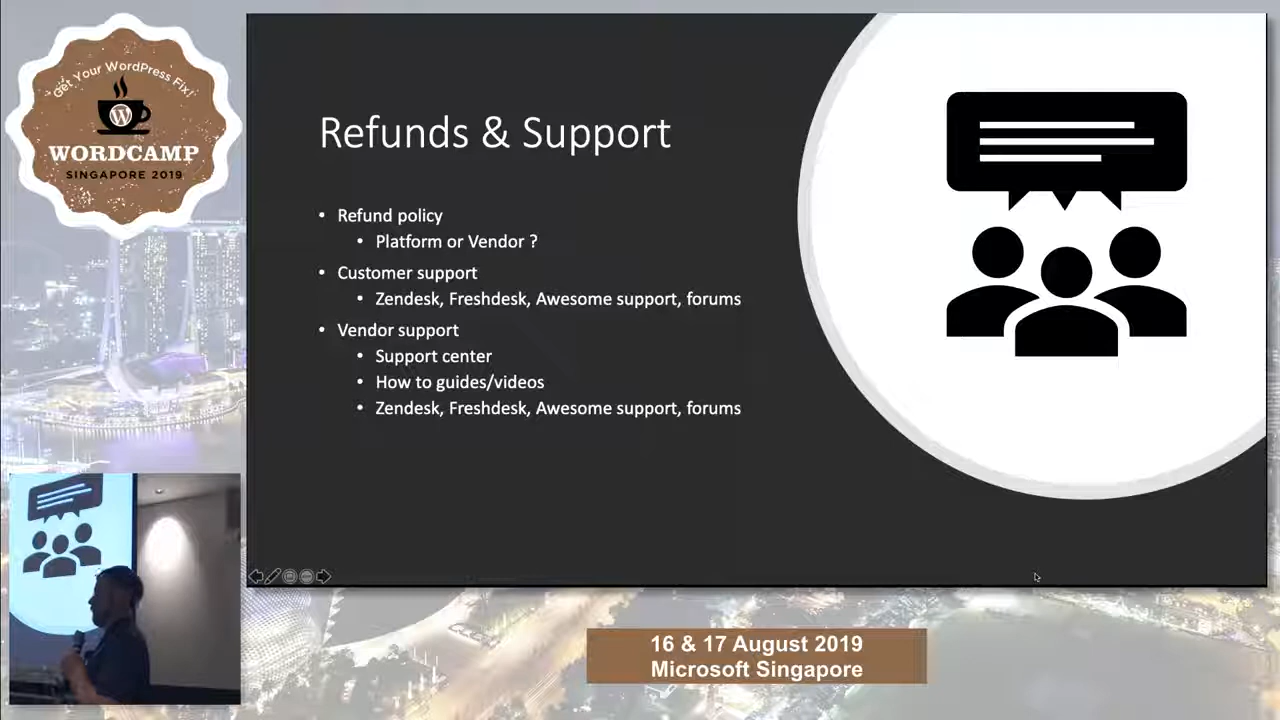 Get Your WordPress Fix!
W
WORDCAMP
SINGAPORE 2019
Refunds & Support
• Refund policy
• Platform or Vendor ?
• Customer support
• Zendesk, Freshdesk, Awesome support, forums
• Vendor support
• Support center
• How to guides/videos
• Zendesk, Freshdesk, Awesome support, forums
16 & 17 August 2019
Microsoft Singapore